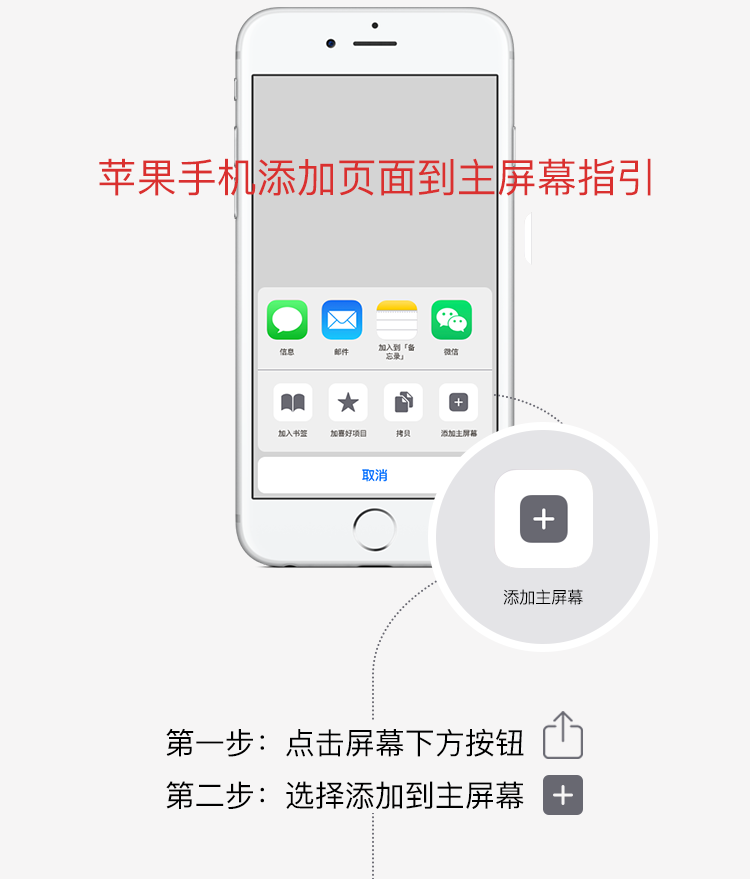 苹果手机添加页面到主屏幕指引
信息
邮件
加入到「备
忘录」
微信
加入书签
加喜好项目
拷贝
添加主屏幕
取消
添加主屏幕
第一步：点击屏幕下方按钮
第二步：选择添加到主屏幕